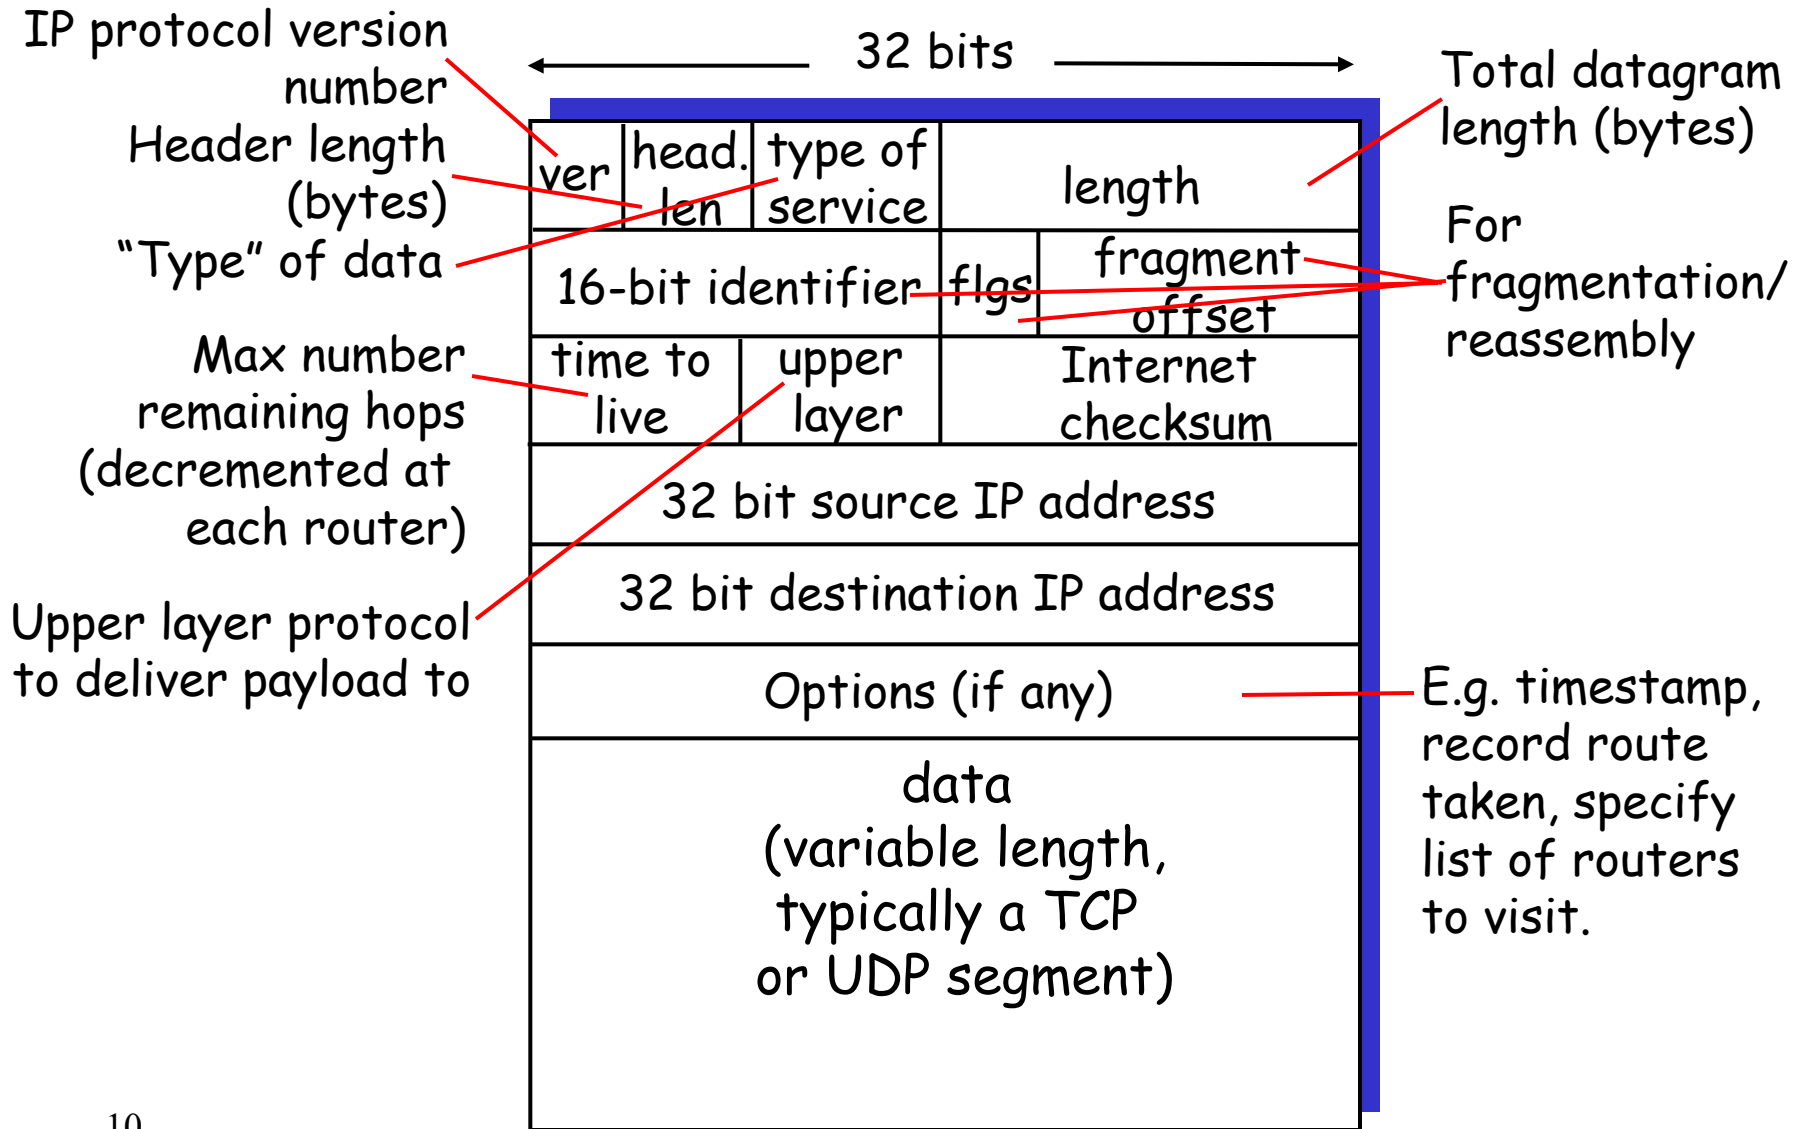 IP protocol version
number
Header length
(bytes)
“Type” of data
Max number
remaining hops
(decremented at
each router)
Upper layer protocol
to deliver payload to
32 bits
ver
head.
len
type of
service
length
16-bit identifier
flgs
fragment
offset
time to
live
upper
layer
Internet
checksum
32 bit source IP address
32 bit destination IP address
Options (if any)
data
(variable length,
typically a TCP
or UDP segment)
Total datagram
length (bytes)
For
fragmentation/
reassembly
E.g. timestamp,
record route
taken, specify
list of routers
to visit.
10